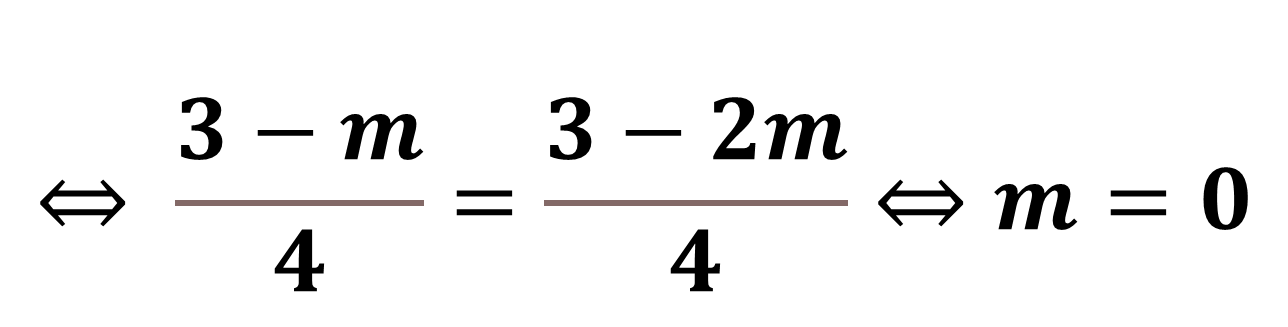 ⇔ (3 − m)/4 = (3 − 2m)/4 ⇔ m = 0